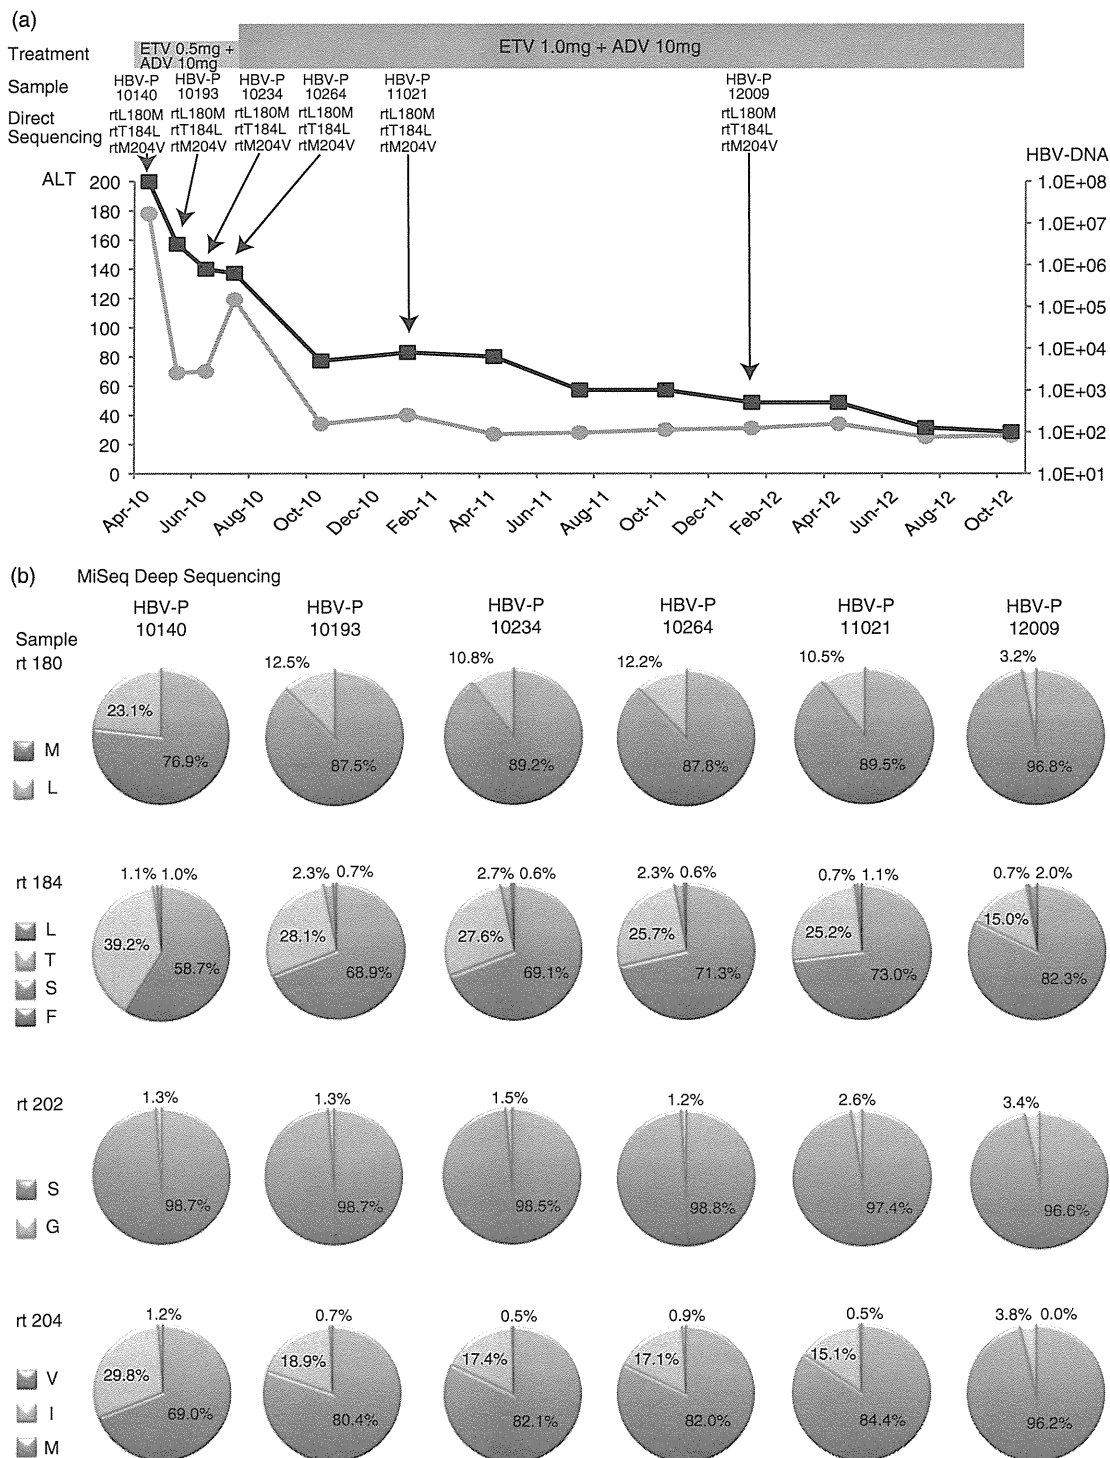 (a)
Treatment
ETV 0.5mg +
ADV 10mg
ETV 1.0mg + ADV 10mg
Sample
HBV-P
10140
HBV-P
10193
HBV-P
10234
HBV-P
10264
HBV-P
11021
HBV-P
12009
Direct
Sequencing
rtL180M
rtT184L
rtM204V
rtL180M
rtT184L
rtM204V
rtL180M
rtT184L
rtM204V
rtL180M
rtT184L
rtM204V
rtL180M
rtT184L
rtM204V
rtL180M
rtT184L
rtM204V
ALT
HBV-DNA
200
180
160
140
120
100
80
60
40
20
0
1.0E+08
1.0E+07
1.0E+06
1.0E+05
1.0E+04
1.0E+03
1.0E+02
1.0E+01
Apr-10
Jun-10
Aug-10
Oct-10
Dec-10
Feb-11
Apr-11
Jun-11
Aug-11
Oct-11
Dec-11
Feb-12
Apr-12
Jun-12
Aug-12
Oct-12
(b) MiSeq Deep Sequencing
Sample
HBV-P
10140
HBV-P
10193
HBV-P
10234
HBV-P
10264
HBV-P
11021
HBV-P
12009
rt 180
M
L
23.1%
76.9%
12.5%
87.5%
10.8%
89.2%
12.2%
87.8%
10.5%
89.5%
3.2%
96.8%
rt 184
L
T
S
F
1.1% 1.0%
39.2%
58.7%
2.3% 0.7%
28.1%
68.9%
2.7% 0.6%
27.6%
69.1%
2.3% 0.6%
25.7%
71.3%
0.7% 1.1%
25.2%
73.0%
0.7% 2.0%
15.0%
82.3%
rt 202
S
G
1.3%
98.7%
1.3%
98.7%
1.5%
98.5%
1.2%
98.8%
2.6%
97.4%
3.4%
96.6%
rt 204
V
I
M
1.2%
29.8%
69.0%
0.7%
18.9%
80.4%
0.5%
17.4%
82.1%
0.9%
17.1%
82.0%
0.5%
15.1%
84.4%
3.8% 0.0%
96.2%